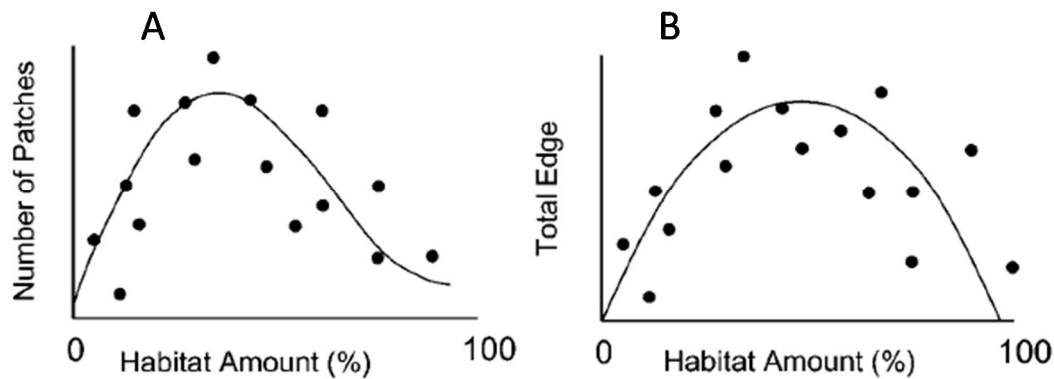 A
Number of Patches
0
100
Habitat Amount (%)
B
Total Edge
0
100
Habitat Amount (%)